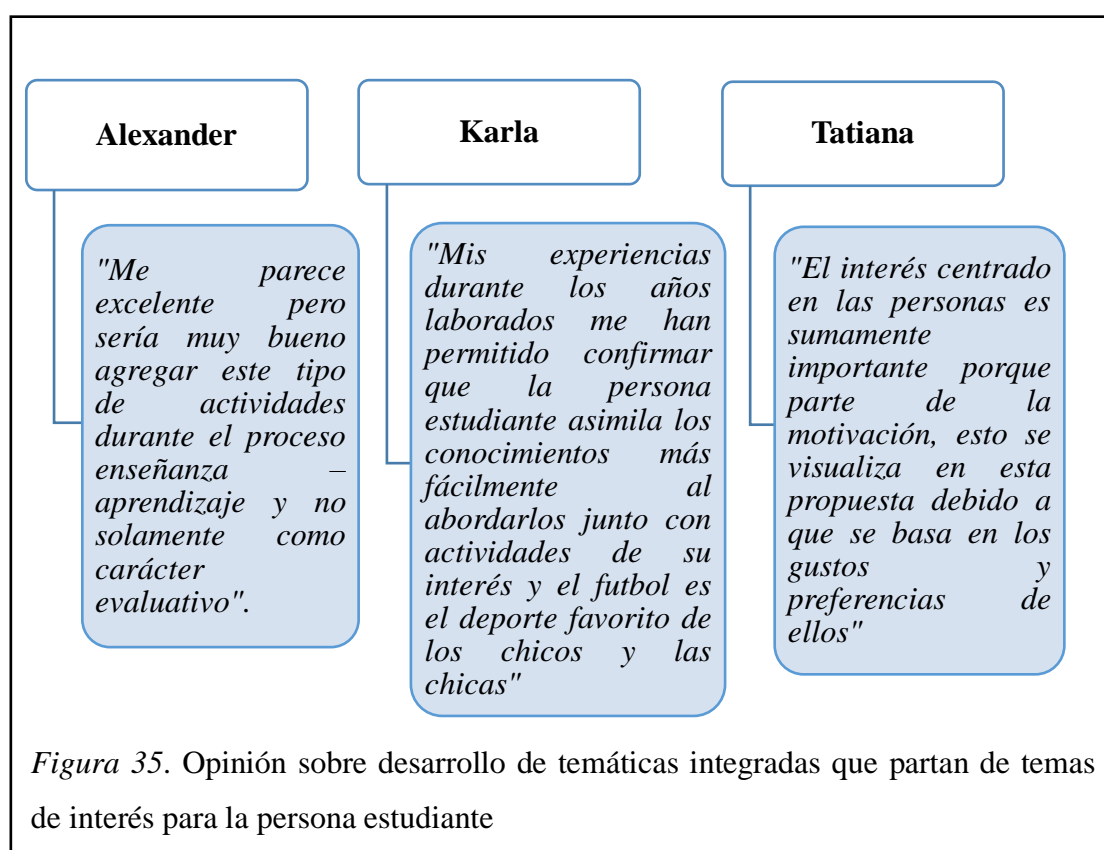 Alexander
"Me parece
excelente pero
sería muy bueno
agregar este tipo
de actividades
durante el proceso
enseñanza –
aprendizaje y no
solamente como
carácter
evaluativo".
Karla
"Mis experiencias
durante los años
laborados me han
permitido confirmar
que la persona
estudiante asimila los
conocimientos más
fácilmente al
abordarlos junto con
actividades de su
interés y el futbol es
el deporte favorito de
los chicos y las
chicas"
Tatiana
"El interés centrado
en las personas es
sumamente
importante porque
parte de la
motivación, esto se
visualiza en esta
propuesta debido a
que se basa en los
gustos y
preferencias de
ellos"
Figura 35. Opinión sobre desarrollo de temáticas integradas que partan de temas
de interés para la persona estudiante